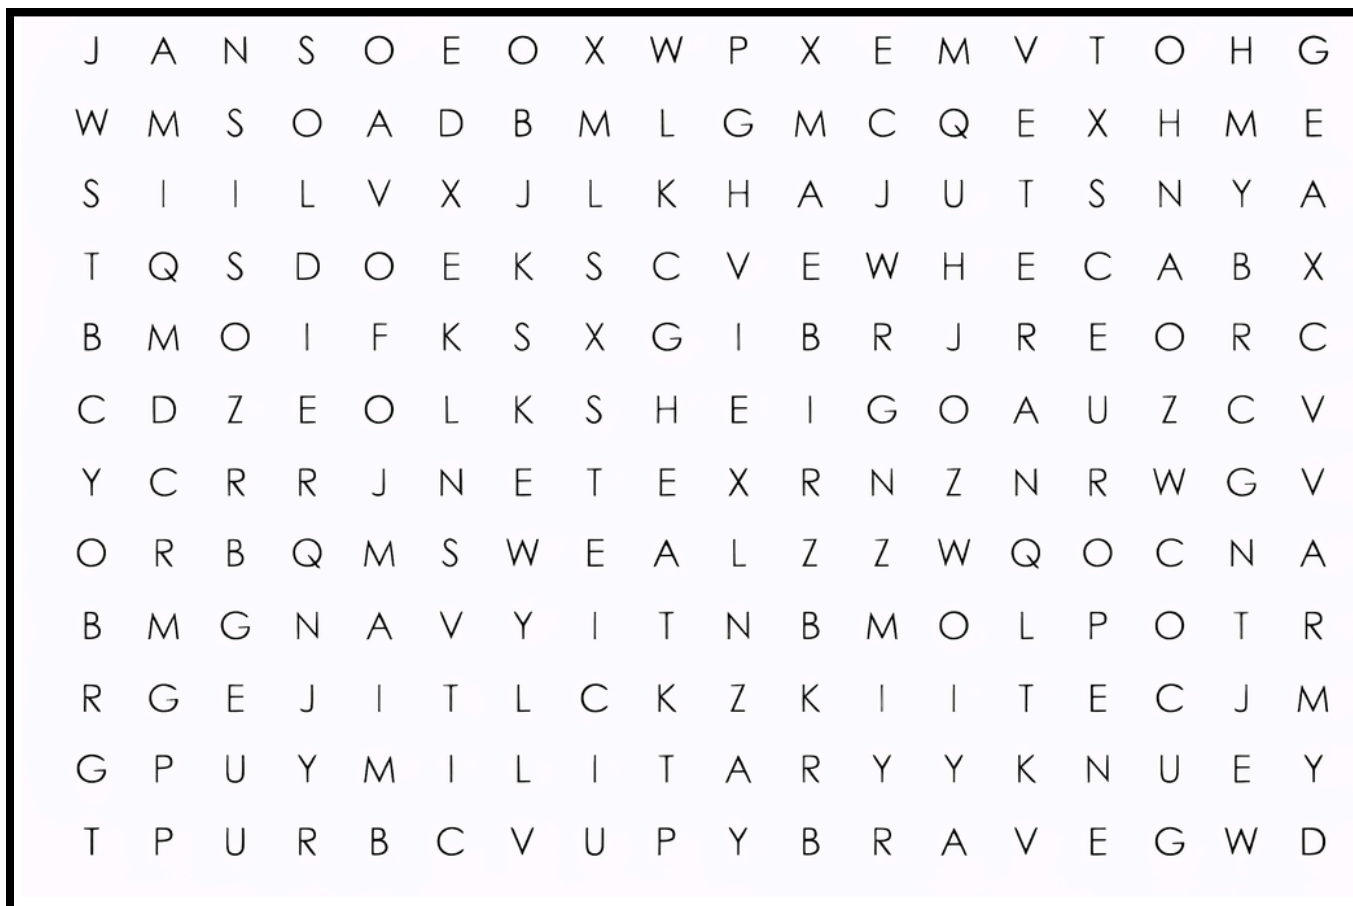 J A N S O E O X W P X E M V T O H G
W M S O A D B M L G M C Q E X H M E
S I I L V X J L K H A J U T S N Y A
T Q S D O E K S C V E W H E C A B X
B M O I F K S X G I B R J R E O R C
C D Z E O L K S H E I G O A U Z C V
Y C R R J N E T E X R N Z N R W G V
O R B Q M S W E A L Z Z W Q O C N A
B M G N A V Y I T N B M O L P O T R
R G E J I T L C K Z K I I T E C J M
G P U Y M I L I T A R Y Y K N U E Y
T P U R B C V U P Y B R A V E G W D